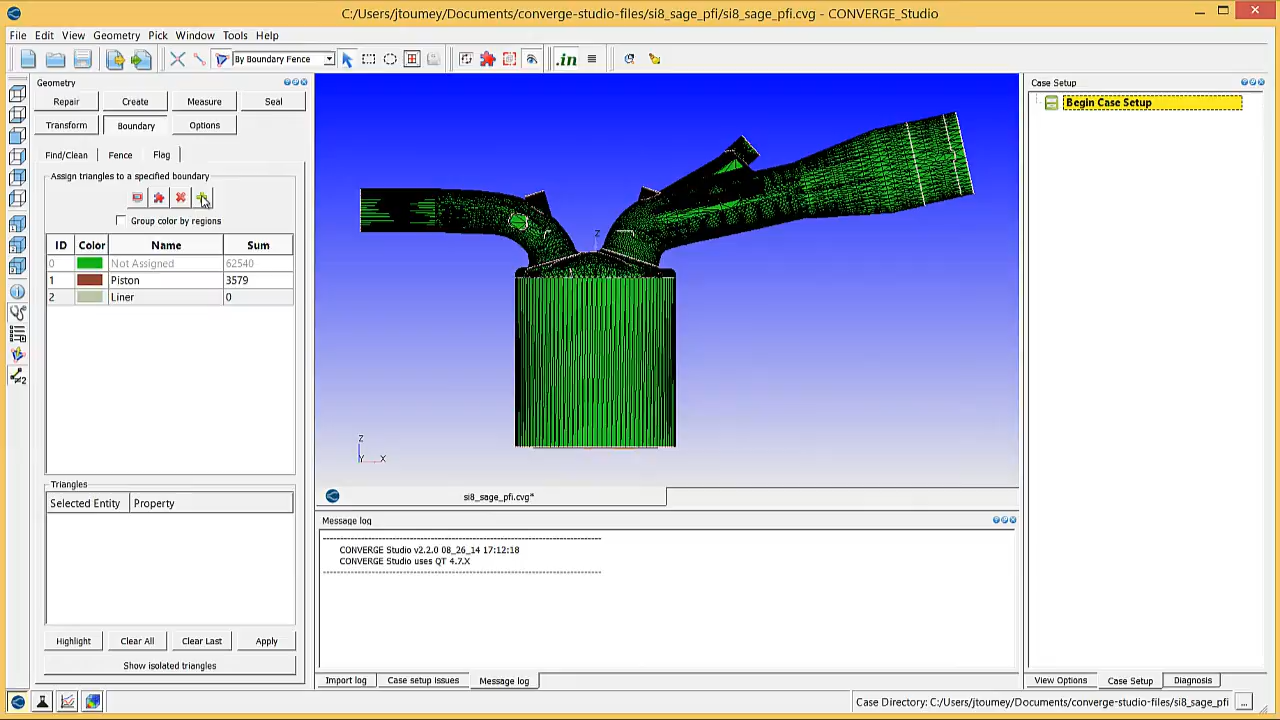 C:/Users/jtoumey/Documents/converge-studio-files/si8_sage_pfi/si8_sage_pfi.cvg - CONVERGE_Studio
File Edit View Geometry Pick Window Tools Help
By Boundary Fence
.in
Geometry
Repair Create Measure Seal
Transform Boundary Options
Find/Clean Fence Flag
Assign triangles to a specified boundary
Group color by regions
ID Color Name Sum
0 Not Assigned 62540
1 Piston 3579
2 Liner 0
Triangles
Selected Entity Property
Highlight Clear All Clear Last Apply
Show isolated triangles
Z
Z
Y X
si8_sage_pfi.cvg*
Message log
CONVERGE Studio v2.2.0 08_26_14 17:12:18
CONVERGE Studio uses QT 4.7.X
Import log Case setup issues Message log
Case Setup
Begin Case Setup
View Options Case Setup Diagnosis
Case Directory: C:/Users/jtoumey/Documents/converge-studio-files/si8_sage_pfi ...